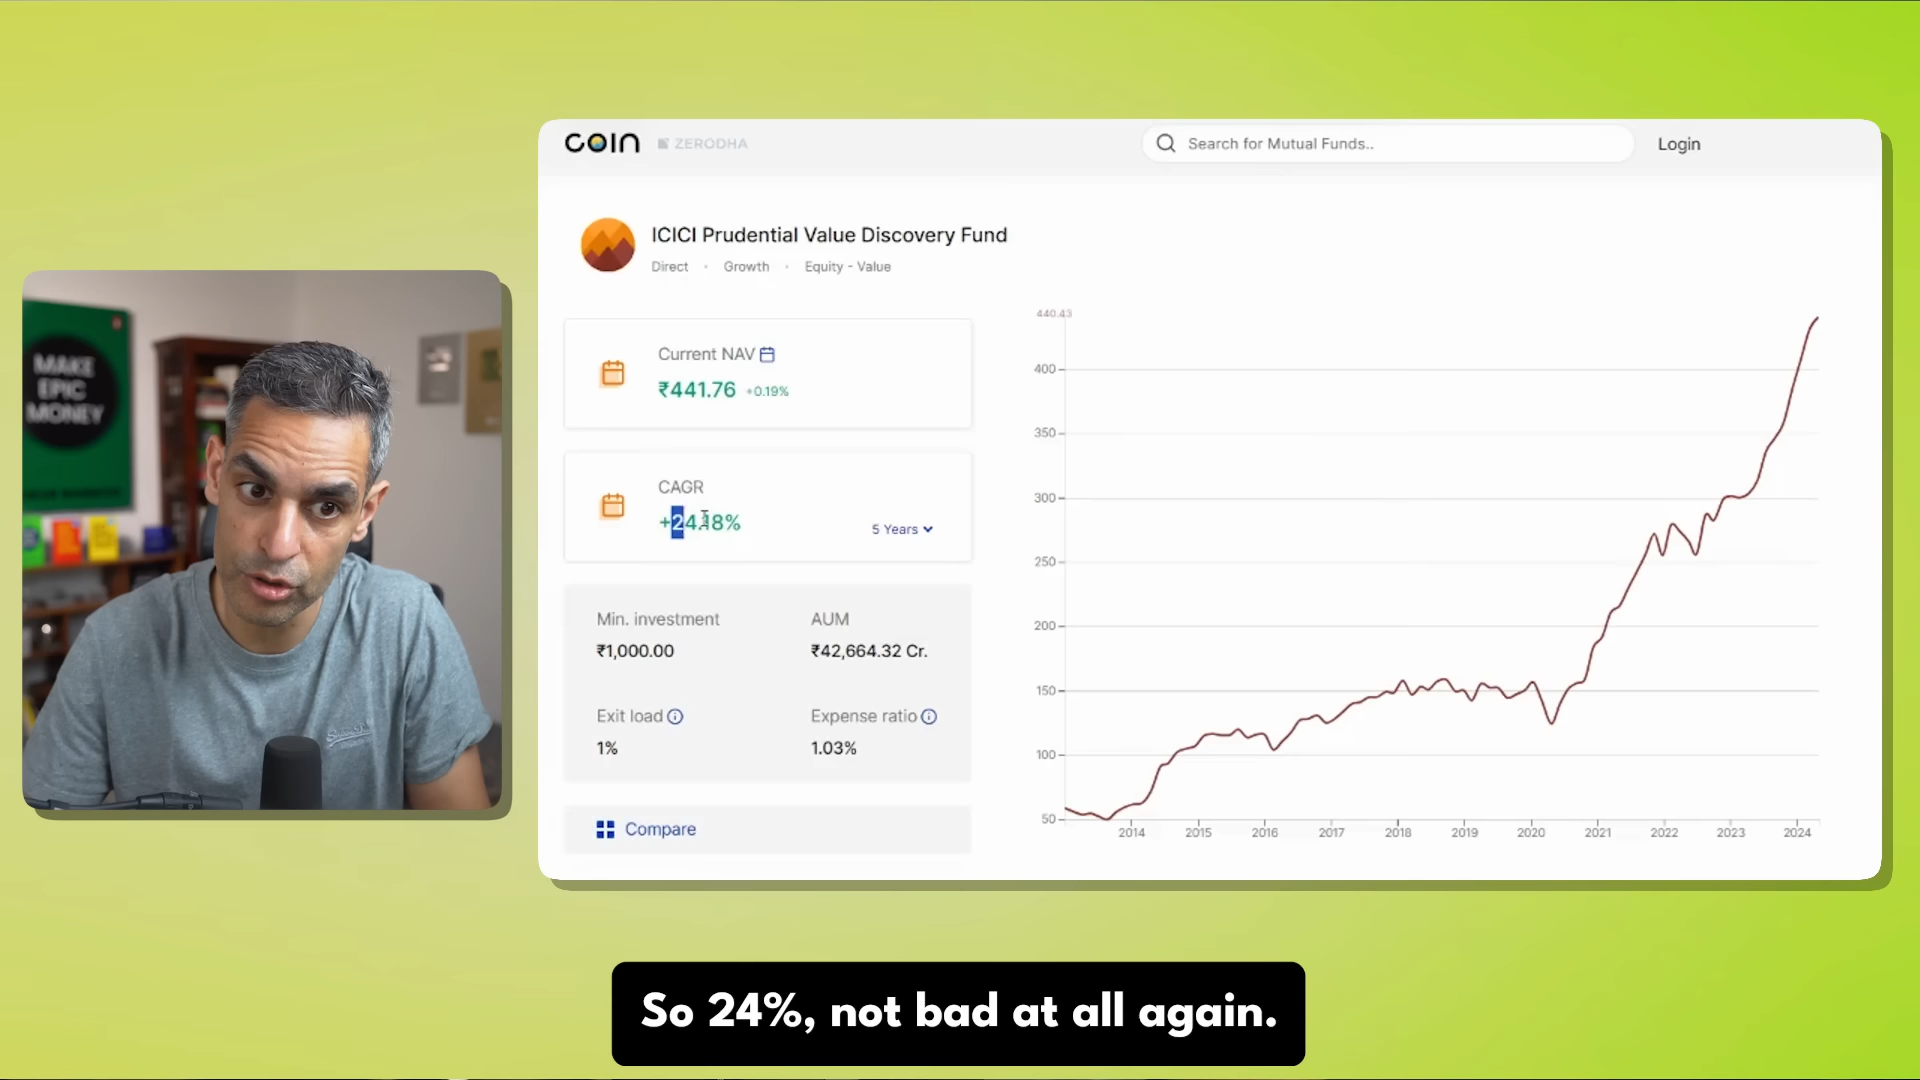 MAKE
EPIC
MONEY
COIN ZERODHA
Search for Mutual Funds..
Login
ICICI Prudential Value Discovery Fund
Direct • Growth • Equity - Value
Current NAV
₹441.76 +0.19%
CAGR
+24.18%
5 Years
Min. investment
₹1,000.00
AUM
₹42,664.32 Cr.
Exit load
1%
Expense ratio
1.03%
Compare
440.43
400
350
300
250
200
150
100
50
2014 2015 2016 2017 2018 2019 2020 2021 2022 2023 2024
So 24%, not bad at all again.